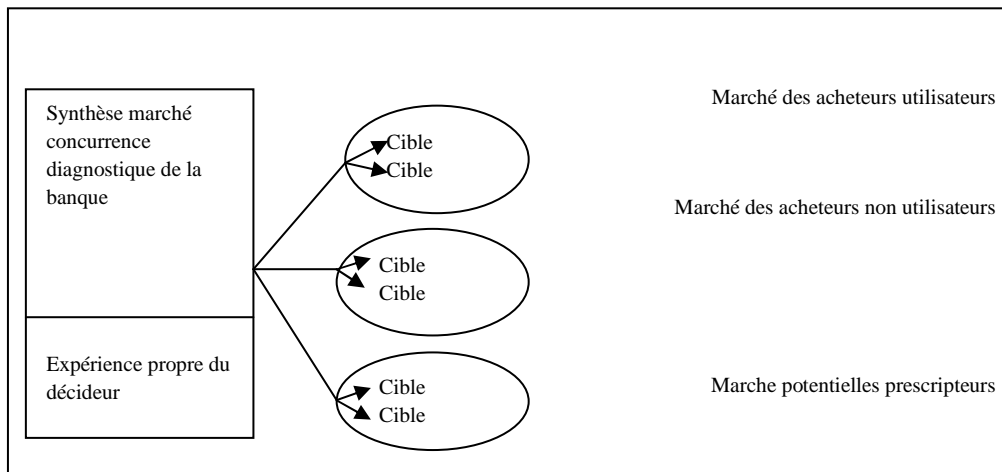 Synthèse marché
concurrence
diagnostique de la
banque
Expérience propre du
décideur
Cible
Cible
Marché des acheteurs utilisateurs
Cible
Cible
Marché des acheteurs non utilisateurs
Cible
Cible
Marche potentielles prescripteurs